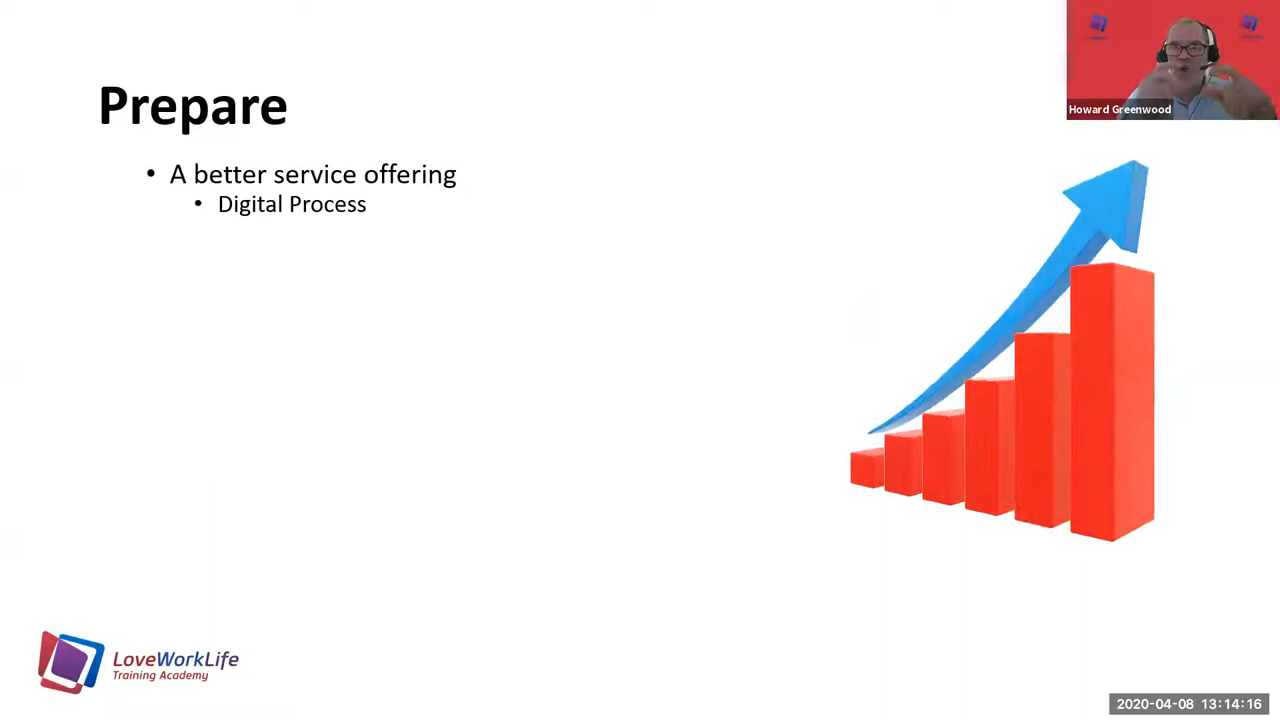 Prepare
Howard Greenwood
• A better service offering
• Digital Process
LoveWorkLife
Training Academy
2020-04-08 13:14:16